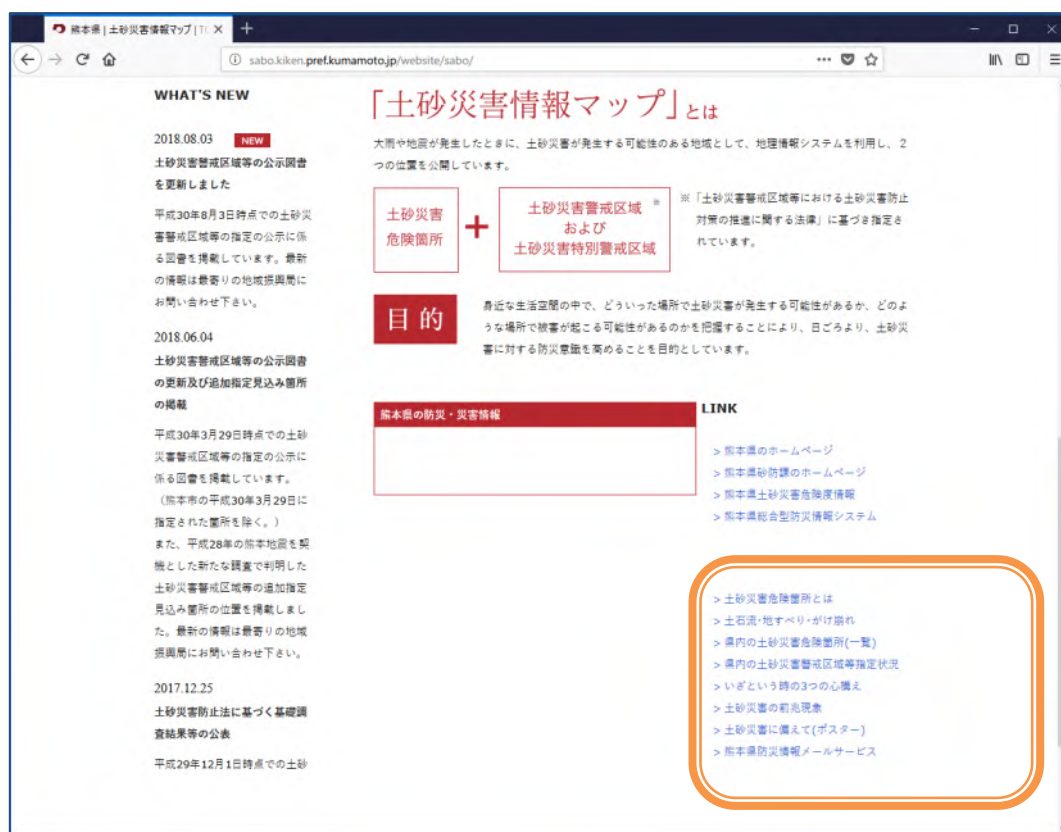 熊本県 | 土砂災害情報マップ | T
sabo.kiken.pref.kumamoto.jp/website/sabo/
WHAT'S NEW
2018.08.03 NEW
土砂災害警戒区域等の公示図書
を更新しました
平成30年8月3日時点での土砂災
害警戒区域等の指定の公示に係
る図書を掲載しています。最新
の情報は最寄りの地域振興局に
お問い合わせ下さい。
2018.06.04
土砂災害警戒区域等の公示図書
の更新及び追加指定見込み箇所
の掲載
平成30年3月29日時点での土砂
災害警戒区域等の指定の公示に
係る図書を掲載しています。
（熊本市の平成30年3月29日に
指定された箇所を除く。）
また、平成28年の熊本地震を契
機とした新たな調査で判明した
土砂災害警戒区域等の追加指定
見込み箇所の位置を掲載しまし
た。最新の情報は最寄りの地域
振興局にお問い合わせ下さい。
2017.12.25
土砂災害防止法に基づく基礎調
査結果等の公表
平成29年12月1日時点での土砂
「土砂災害情報マップ」とは
大雨や地震が発生したときに、土砂災害が発生する可能性のある地域として、地理情報システムを利用し、2
つの位置を公開しています。
土砂災害
危険箇所
+
土砂災害警戒区域 ※
および
土砂災害特別警戒区域
※「土砂災害警戒区域等における土砂災害防止
対策の推進に関する法律」に基づき指定さ
れています。
目的
身近な生活空間の中で、どういった場所で土砂災害が発生する可能性があるか、どのよ
うな場所で被害が起こる可能性があるのかを把握することにより、日ごろより、土砂災
害に対する防災意識を高めることを目的としています。
熊本県の防災・災害情報
LINK
> 熊本県のホームページ
> 熊本県砂防課のホームページ
> 熊本県土砂災害危険度情報
> 熊本県総合型防災情報システム
> 土砂災害危険箇所とは
> 土石流・地すべり・がけ崩れ
> 県内の土砂災害危険箇所(一覧)
> 県内の土砂災害警戒区域等指定状況
> いざという時の3つの心構え
> 土砂災害の前兆現象
> 土砂災害に備えて(ポスター)
> 熊本県防災情報メールサービス